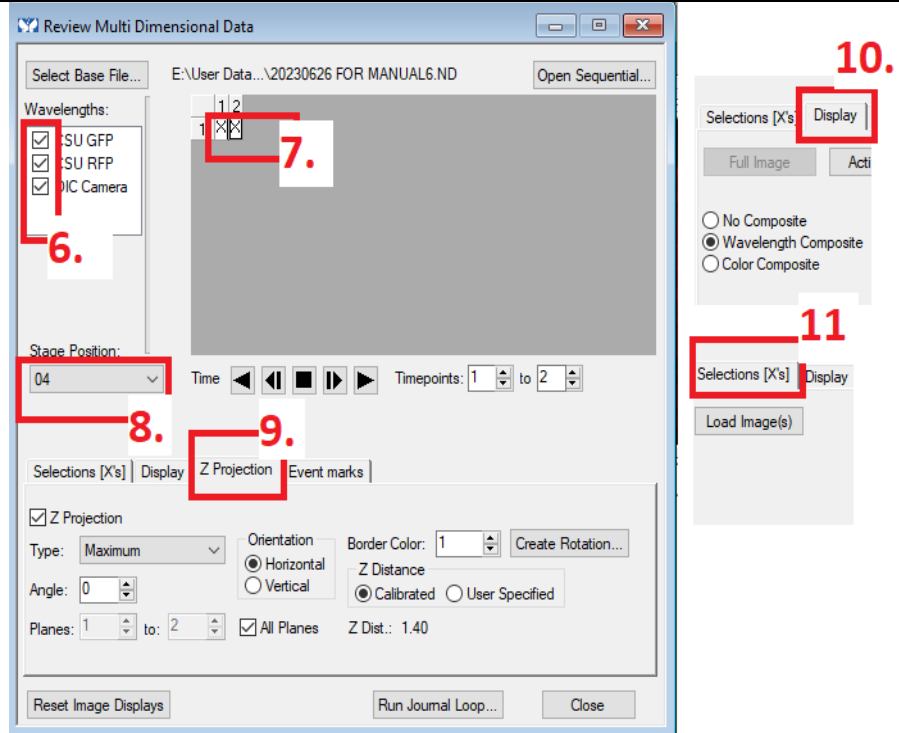 Review Multi Dimensional Data
Select Base File...
E:\User Data...\20230626 FOR MANUAL6.ND
Open Sequential...
Wavelengths:
CSU GFP
CSU RFP
DIC Camera
6.
1 2
1 X X
7.
Stage Position:
04
8.
Time
Timepoints: 1 to 2
9.
Selections [X's] Display Z Projection Event marks
Z Projection
Type: Maximum
Angle: 0
Planes: 1 to: 2
All Planes
Orientation
Horizontal
Vertical
Border Color: 1
Create Rotation...
Z Distance
Calibrated User Specified
Z Dist.: 1.40
Reset Image Displays
Run Journal Loop...
Close
10.
Selections [X's] Display
Full Image
No Composite
Wavelength Composite
Color Composite
11
Selections [X's] Display
Load Image(s)